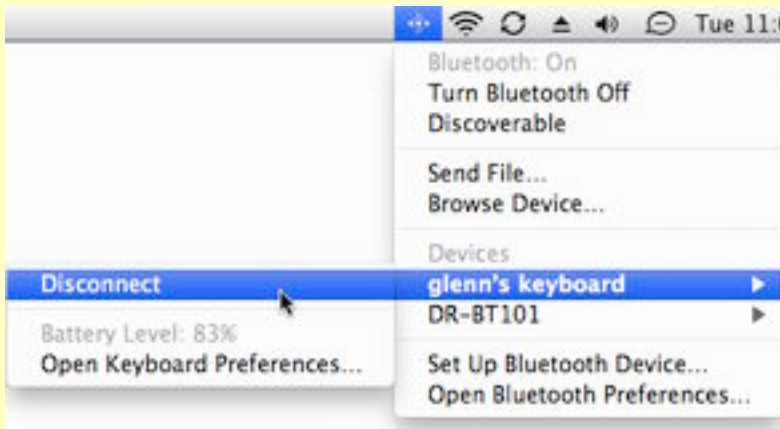 Tue 11:
Bluetooth: On
Turn Bluetooth Off
Discoverable
Send File...
Browse Device...
Devices
glenn's keyboard
DR-BT101
Set Up Bluetooth Device...
Open Bluetooth Preferences...
Disconnect
Battery Level: 83%
Open Keyboard Preferences...